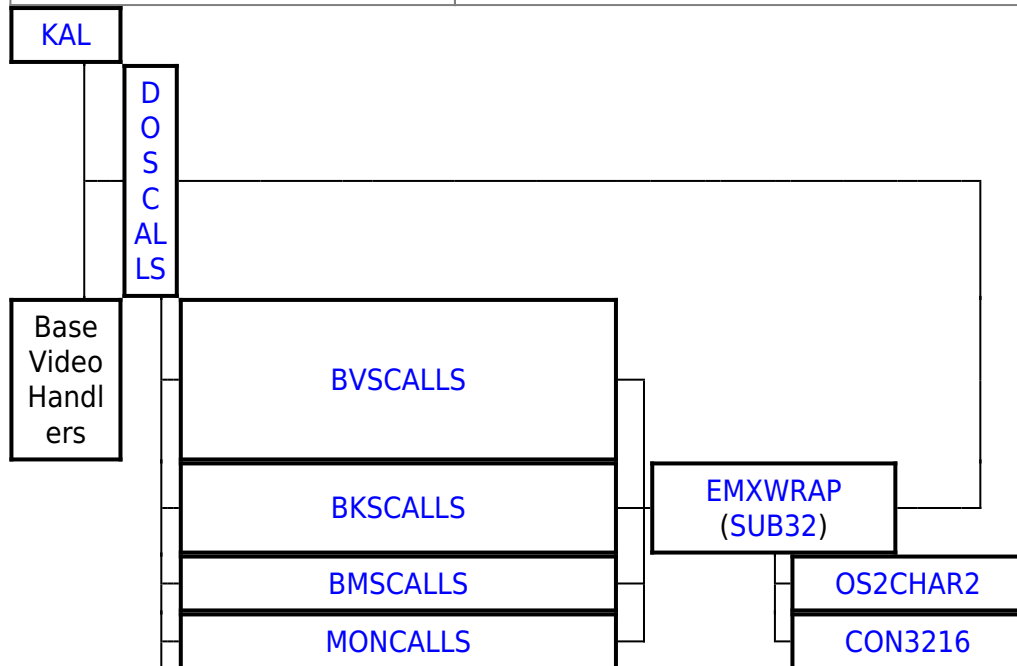 KAL
D
O
S
C
AL
LS
Base
Video
Handl
ers
BVSCALLS
BKSCALLS
EMXWRAP
(SUB32)
BMSCALLS
OS2CHAR2
MONCALLS
CON3216